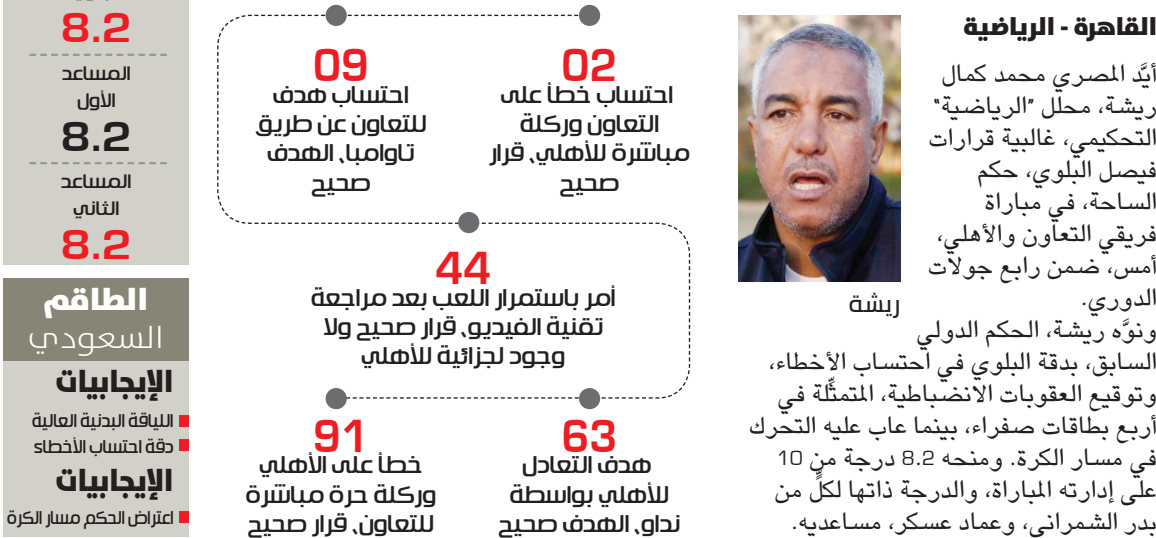 القاهرة - الرياضية
أيَّد المصري محمد كمال
ريشة، محلل "الرياضية"
التحكيمي، غالبية قرارات
فيصل البلوي، حكم
الساحة، في مباراة
فريقي التعاون والأهلي،
أمس، ضمن رابع جولات
الدوري.
ريشة
ونوَّه ريشة، الحكم الدولي
السابق، بدقة البلوي في احتساب الأخطاء،
وتوقيع العقوبات الانضباطية، المتمثِّلة في
أربع بطاقات صفراء، بينما عاب عليه التحرك
في مسار الكرة. ومنحه 8.2 درجة من 10
على إدارته المباراة، والدرجة ذاتها لكلٍّ من
بدر الشمراني، وعماد عسكر، مساعديه.
02
احتساب خطأ على
التعاون وركلة
مباشرة للأهلي، قرار
صحيح
09
احتساب هدف
للتعاون عن طريق
تاوامبا، الهدف
صحيح
44
أمر باستمرار اللعب بعد مراجعة
تقنية الفيديو، قرار صحيح ولا
وجود لجزائية للأهلي
63
هدف التعادل
للأهلي بواسطة
نداو، الهدف صحيح
91
خطأ على الأهلي
وركلة حرة مباشرة
للتعاون، قرار صحيح
8.2
المساعد
الأول
8.2
المساعد
الثاني
8.2
الطاقم
السعودي
الإيجابيات
اللياقة البدنية العالية
دقة احتساب الأخطاء
الإيجابيات
اعتراض الحكم مسار الكرة